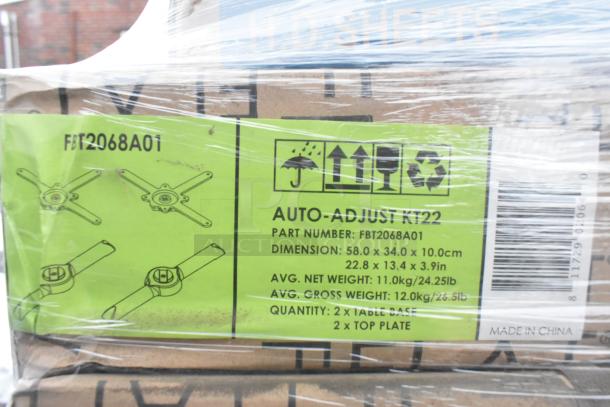 H.D SHEETS
FBT2068A01
AUTO-ADJUST KT22
PART NUMBER: FBT2068A01
DIMENSION: 58.0 x 34.0 x 10.0cm
22.8 x 13.4 x 3.9in
AVG. NET WEIGHT: 11.0kg/24.25lb
AVG. GROSS WEIGHT: 12.0kg/26.5lb
QUANTITY: 2 x TABLE BASE
2 x TOP PLATE
MADE IN CHINA